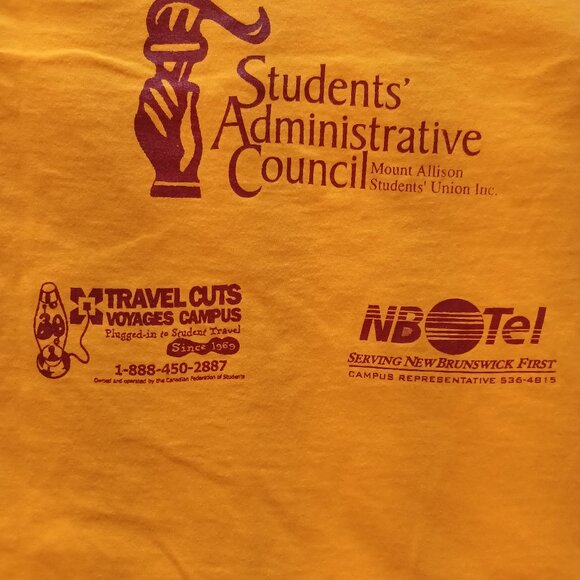 Students'
Administrative
Council
Mount Allison
Students' Union Inc.
30
TRAVEL CUTS
VOYAGES CAMPUS
Plugged-in to Student Travel
Since 1969
1-888-450-2887
Owned and operated by the Canadian Federation of Students
NB Tel
SERVING NEW BRUNSWICK FIRST
CAMPUS REPRESENTATIVE 536-4815